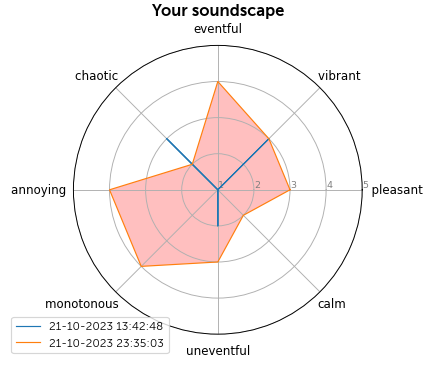 Your soundscape
eventful
chaotic
vibrant
annoying
1
2
3
4
5
pleasant
monotonous
calm
21-10-2023 13:42:48
21-10-2023 23:35:03
uneventful